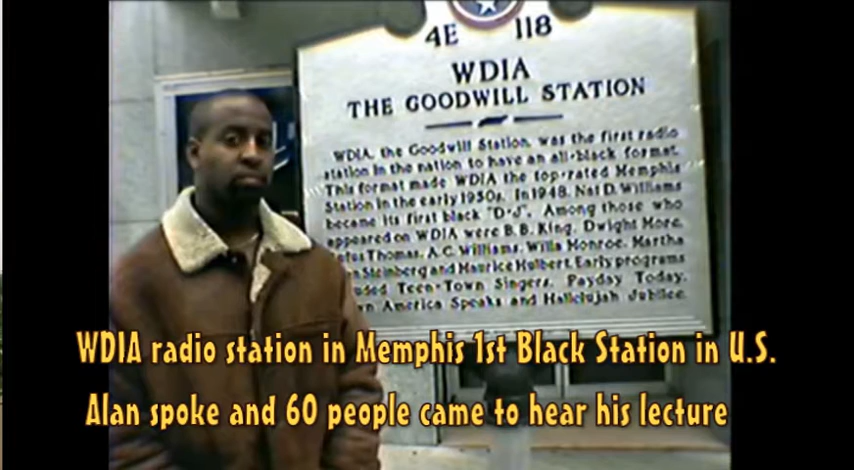 4E 118
WDIA
THE GOODWILL STATION
WDIA, the Goodwill Station, was the first radio
station in the nation to have an all-black format.
This format made WDIA the top-rated Memphis
Station in the early 1950s. In 1948, Nat D. Williams
became its first black "D-J". Among those who
appeared on WDIA were B.B. King, Dwight More,
Thomas, A.C. Williams, Willa Monroe, Martha
Steinberg and Maurice Hulbert. Early programs
Teen-Town Singers, Payday Today,
America Speaks and Hallelujah Jubilee.
WDIA radio station in Memphis 1st Black Station in U.S.
Alan spoke and 60 people came to hear his lecture